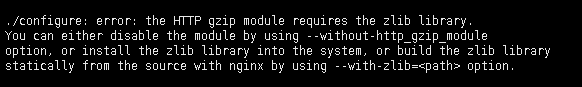 ./configure: error: the HTTP gzip module requires the zlib library.
You can either disable the module by using --without-http_gzip_module
option, or install the zlib library into the system, or build the zlib library
statically from the source with nginx by using --with-zlib=<path> option.